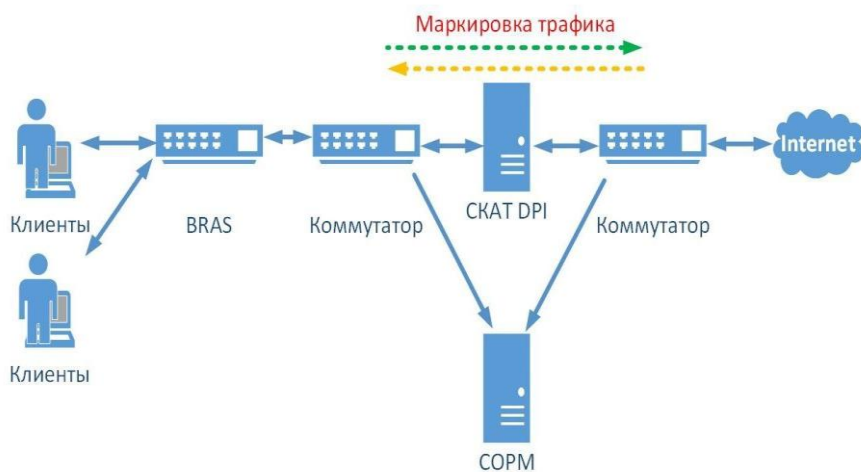 Маркировка трафика
Internet
Клиенты
BRAS
Коммутатор
СКАТ DPI
Коммутатор
Клиенты
СОРМ